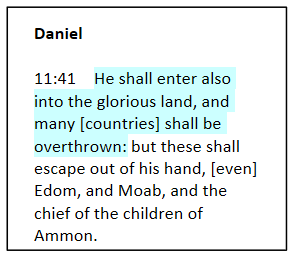 Daniel
11:41 He shall enter also
into the glorious land, and
many [countries] shall be
overthrown: but these shall
escape out of his hand, [even]
Edom, and Moab, and the
chief of the children of
Ammon.